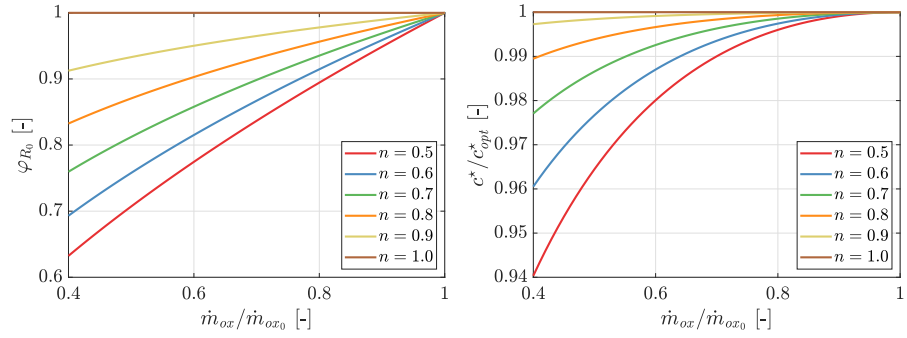 1
0.9
0.8
0.7
0.6
φ_{R_0} [-]
n = 0.5
n = 0.6
n = 0.7
n = 0.8
n = 0.9
n = 1.0
0.4 0.6 0.8 1
ṁ_{ox}/ṁ_{ox_0} [-]
1
0.99
0.98
0.97
0.96
0.95
0.94
c*/c*_{opt} [-]
n = 0.5
n = 0.6
n = 0.7
n = 0.8
n = 0.9
n = 1.0
0.4 0.6 0.8 1
ṁ_{ox}/ṁ_{ox_0} [-]